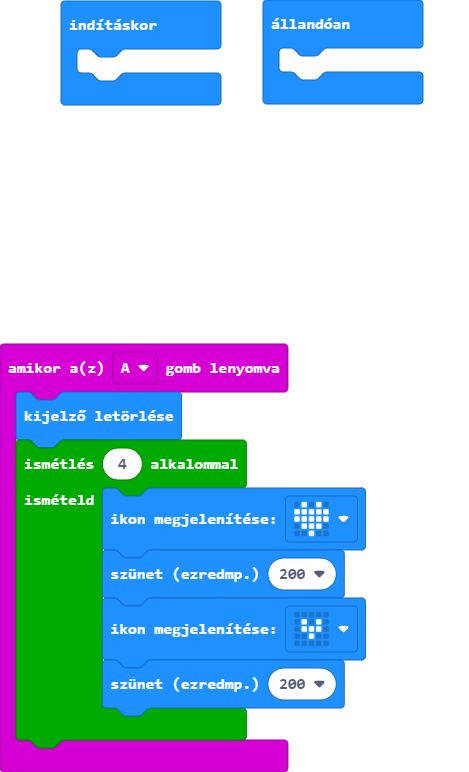 indításkor
állandóan
amikor a(z) A gomb lenyomva
kijelző letörlése
ismétlés 4 alkalommal
ismételd
ikon megjelenítése:
szünet (ezredmp.) 200
ikon megjelenítése:
szünet (ezredmp.) 200